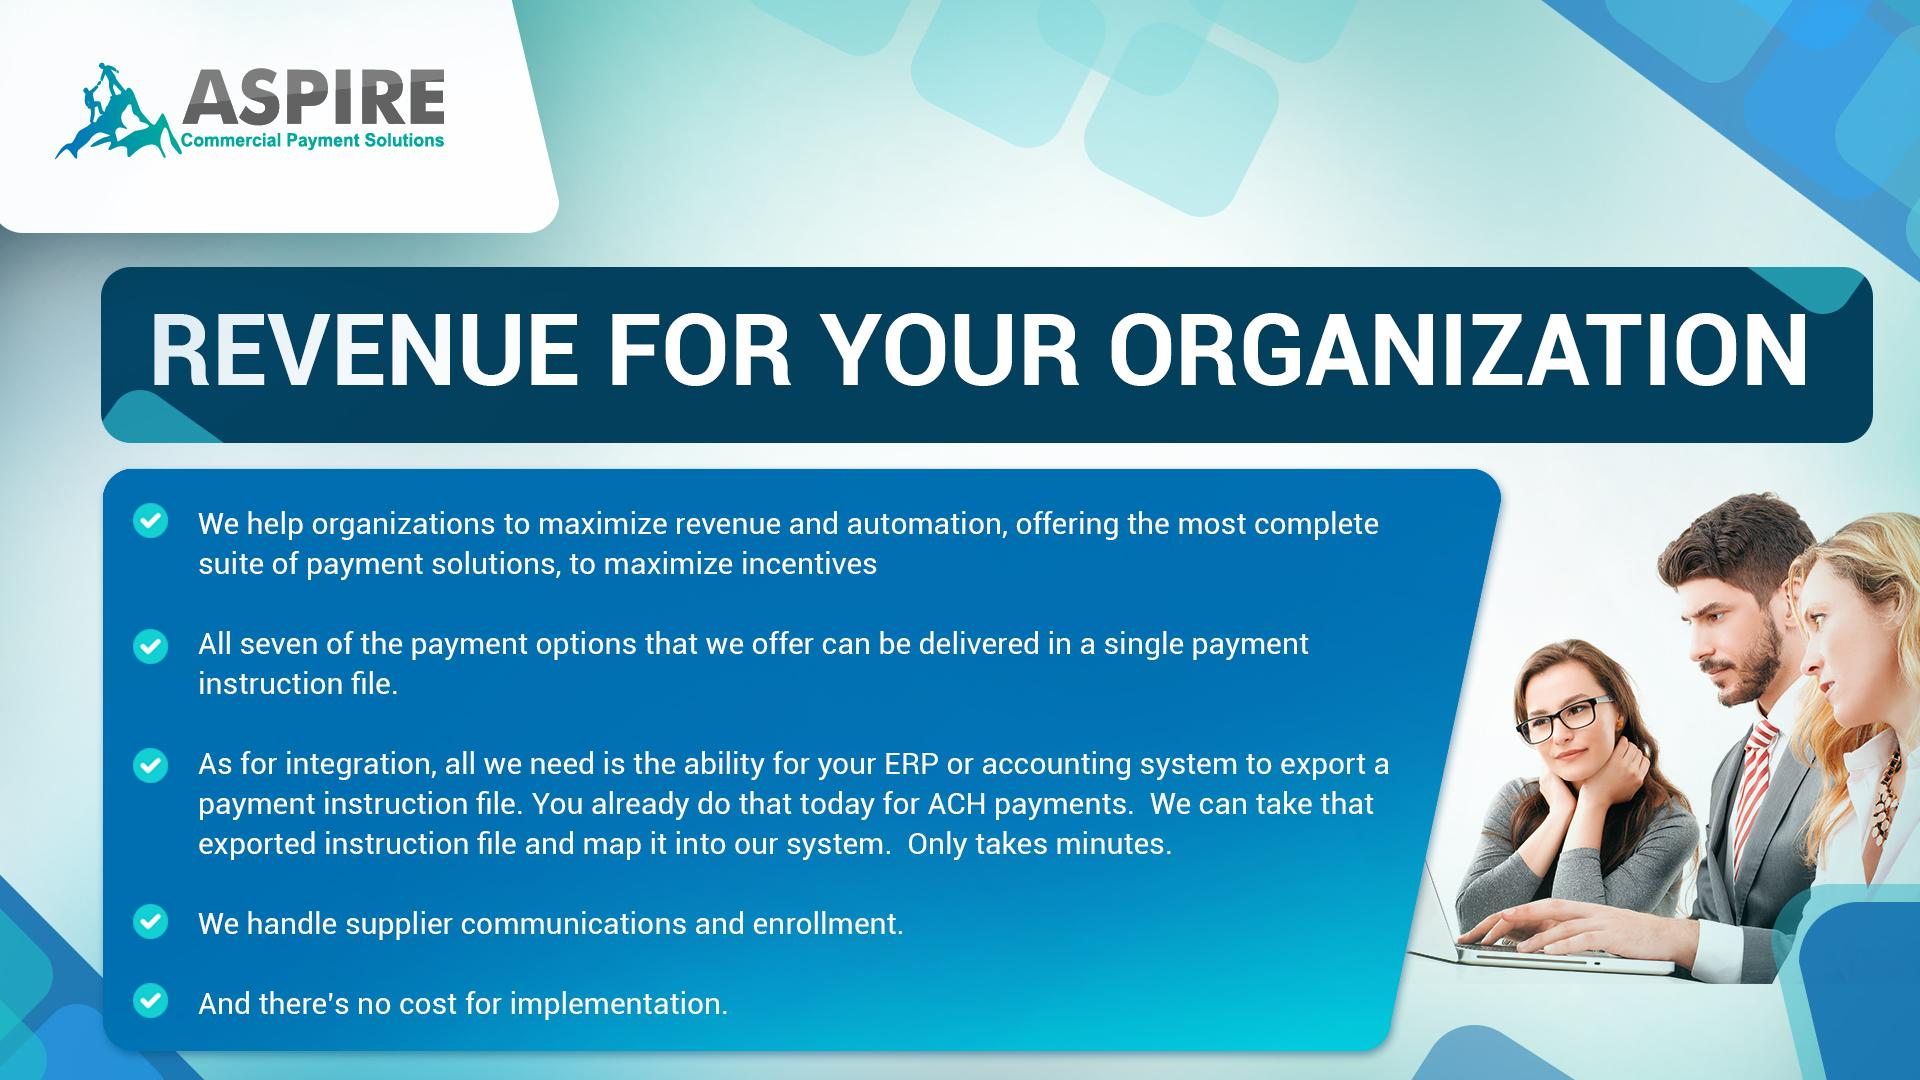 ASPIRE
Commercial Payment Solutions
REVENUE FOR YOUR ORGANIZATION
We help organizations to maximize revenue and automation, offering the most complete
suite of payment solutions, to maximize incentives
All seven of the payment options that we offer can be delivered in a single payment
instruction file.
As for integration, all we need is the ability for your ERP or accounting system to export a
payment instruction file. You already do that today for ACH payments.  We can take that
exported instruction file and map it into our system.  Only takes minutes.
We handle supplier communications and enrollment.
And there's no cost for implementation.